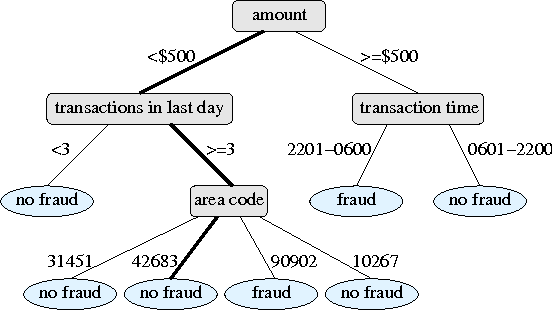 amount
<$500
>=$500
transactions in last day
transaction time
<3
>=3
2201–0600
0601–2200
no fraud
area code
fraud
no fraud
31451
42683
90902
10267
no fraud
no fraud
fraud
no fraud